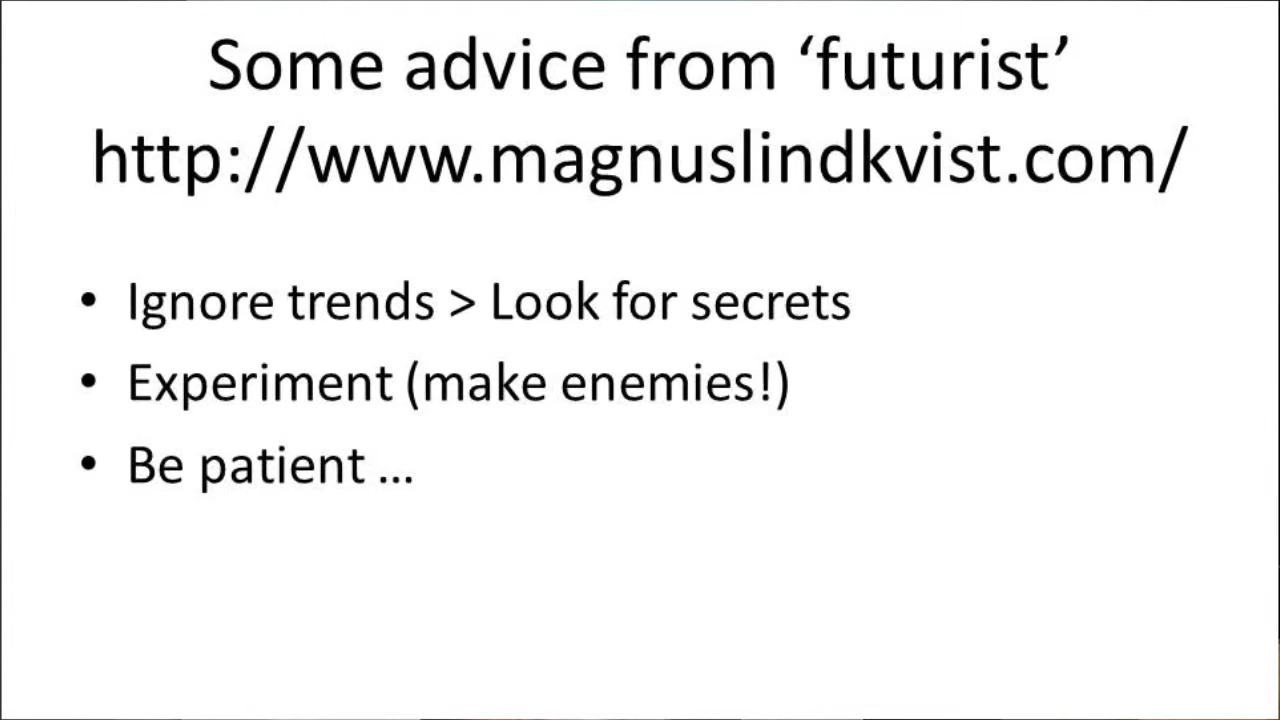 Some advice from ‘futurist’
http://www.magnuslindkvist.com/
• Ignore trends > Look for secrets
• Experiment (make enemies!)
• Be patient ...